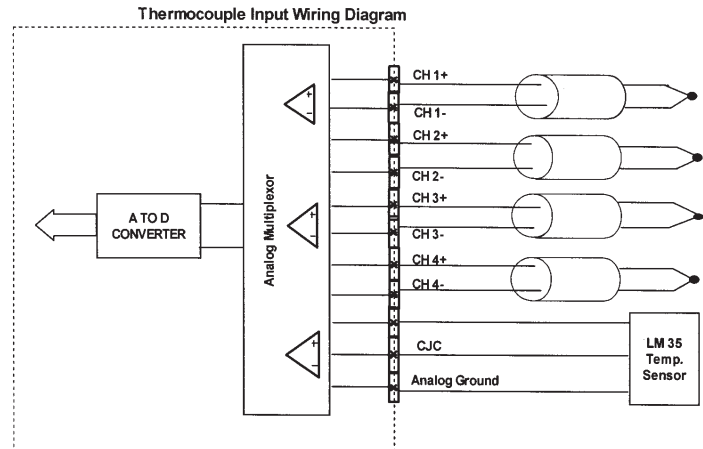 Thermocouple Input Wiring Diagram
A TO D
CONVERTER
Analog Multiplexor
+
-
+
-
+
-
CH 1+
CH 1-
CH 2+
CH 2-
CH 3+
CH 3-
CH 4+
CH 4-
CJC
Analog Ground
LM 35
Temp.
Sensor